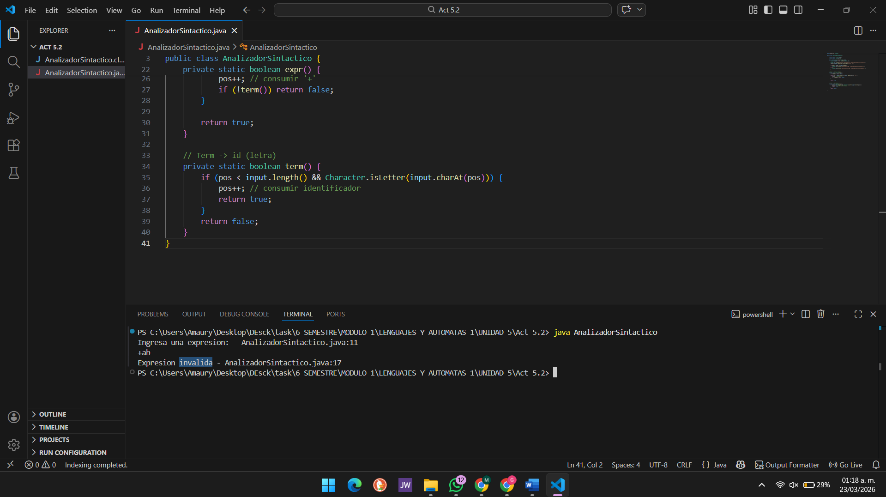 File Edit Selection View Go Run Terminal Help
Act 5.2
EXPLORER
ACT 5.2
AnalizadorSintactico.cl...
AnalizadorSintactico.ja...
OUTLINE
TIMELINE
PROJECTS
RUN CONFIGURATION
AnalizadorSintactico.java
AnalizadorSintactico.java > AnalizadorSintactico
3 public class AnalizadorSintactico {
22 private static boolean expr() {
26 pos++; // consumir '+'
27 if (!term()) return false;
28 }
29
30 return true;
31 }
32
33 // Term -> id (letra)
34 private static boolean term() {
35 if (pos < input.length() && Character.isLetter(input.charAt(pos))) {
36 pos++; // consumir identificador
37 return true;
38 }
39 return false;
40 }
41 }
PROBLEMS OUTPUT DEBUG CONSOLE TERMINAL PORTS
powershell
PS C:\Users\Amaury\Desktop\DEsck\task\6 SEMESTRE\MODULO 1\LENGUAJES Y AUTOMATAS 1\UNIDAD 5\Act 5.2> java AnalizadorSintactico
Ingresa una expresion: AnalizadorSintactico.java:11
+ah
Expresion invalida - AnalizadorSintactico.java:17
PS C:\Users\Amaury\Desktop\DEsck\task\6 SEMESTRE\MODULO 1\LENGUAJES Y AUTOMATAS 1\UNIDAD 5\Act 5.2>
0 0 Indexing completed.
Ln 41, Col 2 Spaces: 4 UTF-8 CRLF {} Java Output Formatter Go Live
JW
29%
01:18 a. m.
23/03/2026